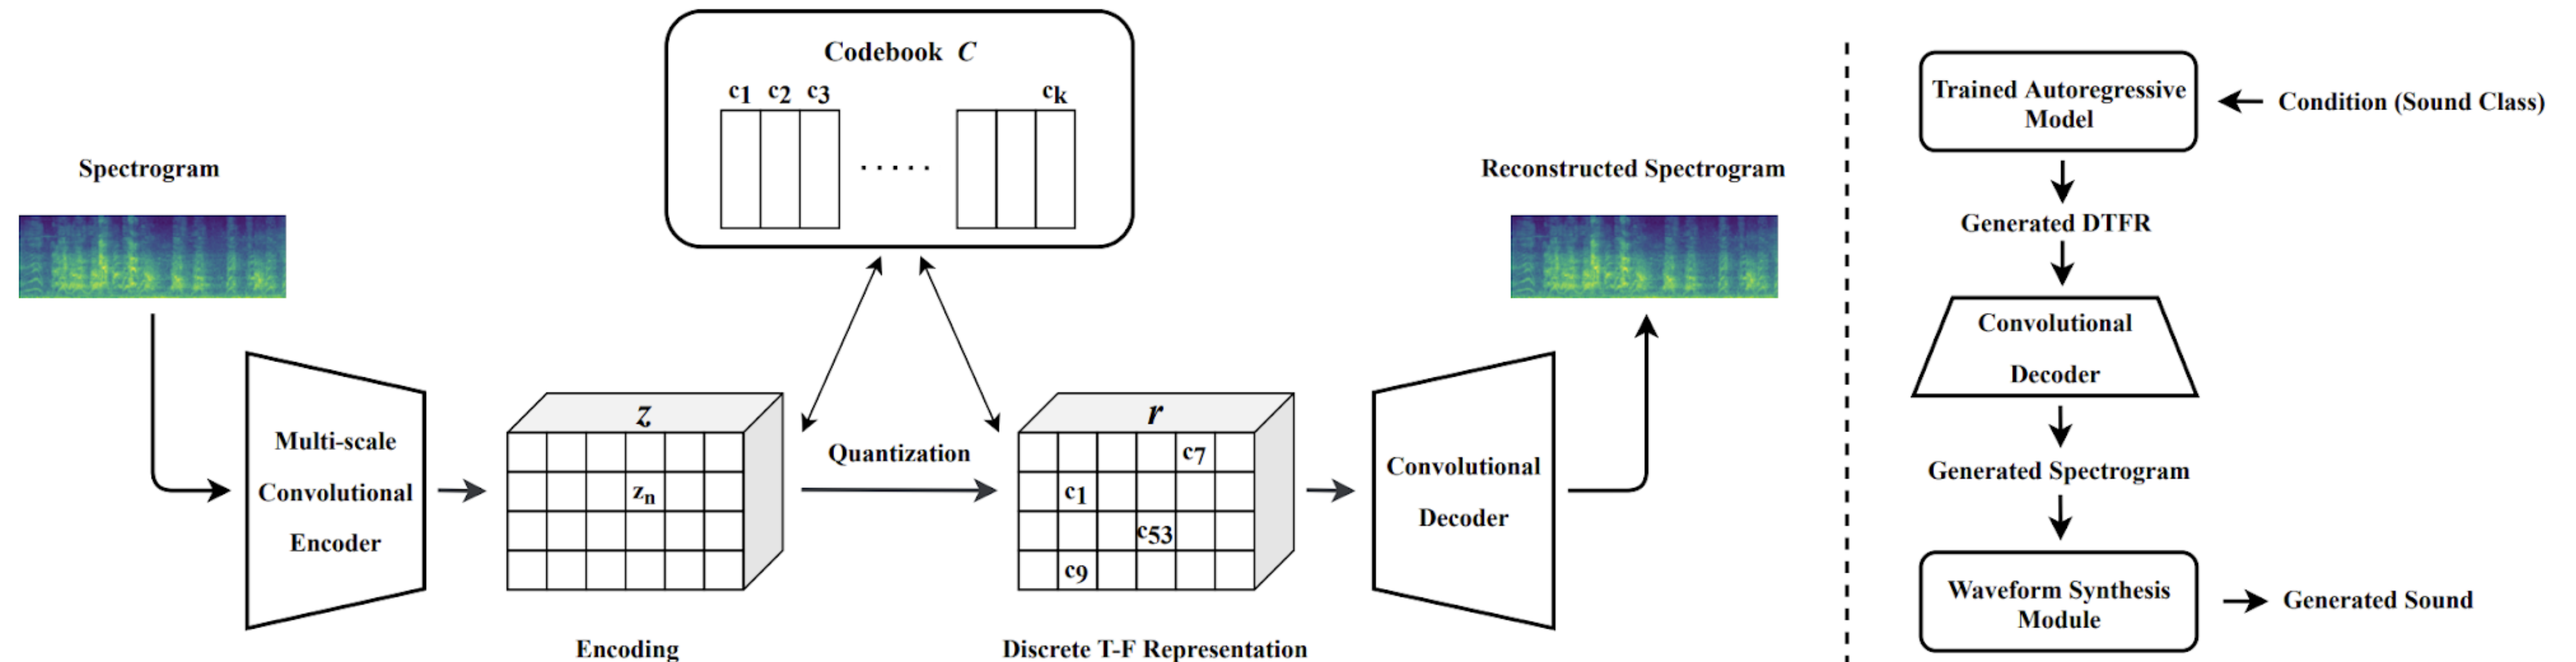 Codebook C
c1 c2 c3 ck
. . . . .
Spectrogram
Multi-scale
Convolutional
Encoder
z
zn
Encoding
Quantization
r
c7
c1
c53
c9
Discrete T-F Representation
Convolutional
Decoder
Reconstructed Spectrogram
Trained Autoregressive
Model
Condition (Sound Class)
Generated DTFR
Convolutional
Decoder
Generated Spectrogram
Waveform Synthesis
Module
Generated Sound